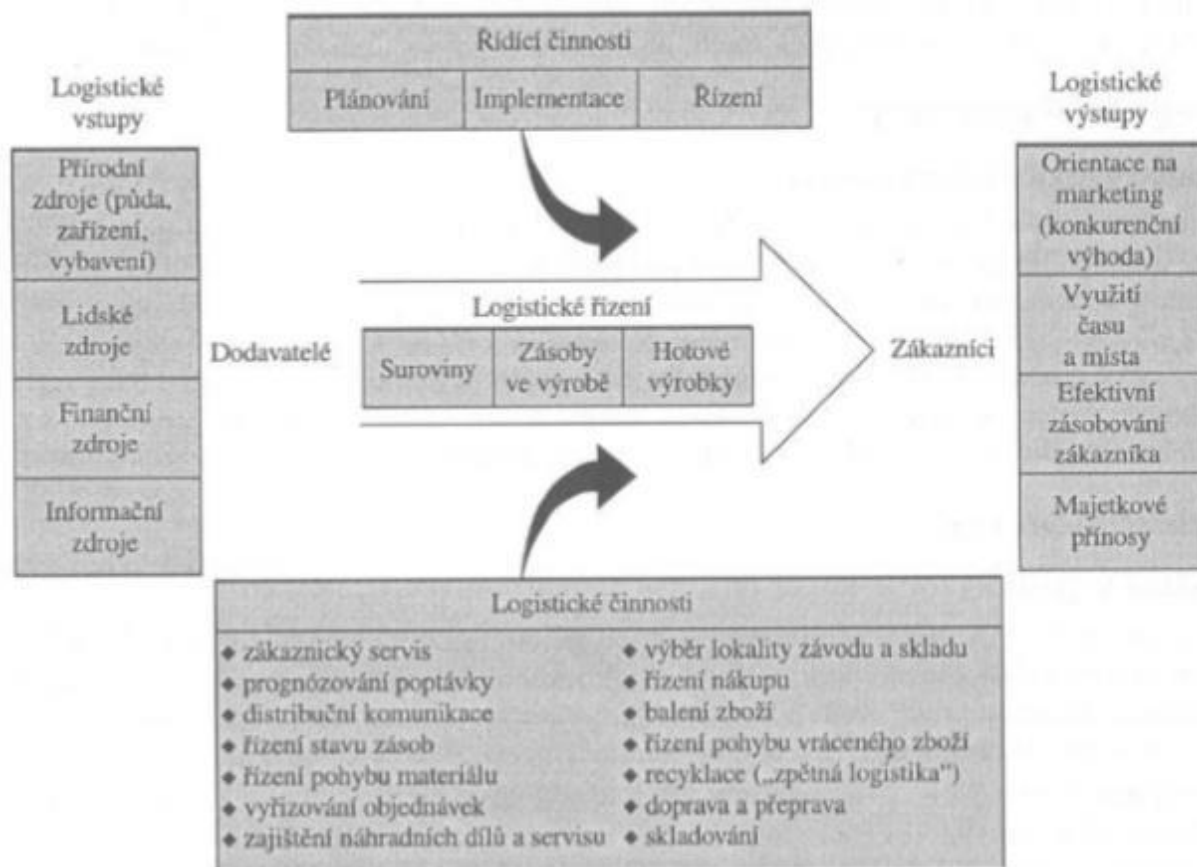 Řídící činnosti
Plánování
Implementace
Řízení
Logistické
vstupy
Přírodní
zdroje (půda,
zařízení,
vybavení)
Lidské
zdroje
Finanční
zdroje
Informační
zdroje
Dodavatelé
Logistické řízení
Suroviny
Zásoby
ve výrobě
Hotové
výrobky
Zákazníci
Logistické
výstupy
Orientace na
marketing
(konkurenční
výhoda)
Využití
času
a místa
Efektivní
zásobování
zákazníka
Majetkové
přínosy
Logistické činnosti
♦ zákaznický servis
♦ prognózování poptávky
♦ distribuční komunikace
♦ řízení stavu zásob
♦ řízení pohybu materiálu
♦ vyřizování objednávek
♦ zajištění náhradních dílů a servisu
♦ výběr lokality závodu a skladu
♦ řízení nákupu
♦ balení zboží
♦ řízení pohybu vráceného zboží
♦ recyklace („zpětná logistika“)
♦ doprava a přeprava
♦ skladování